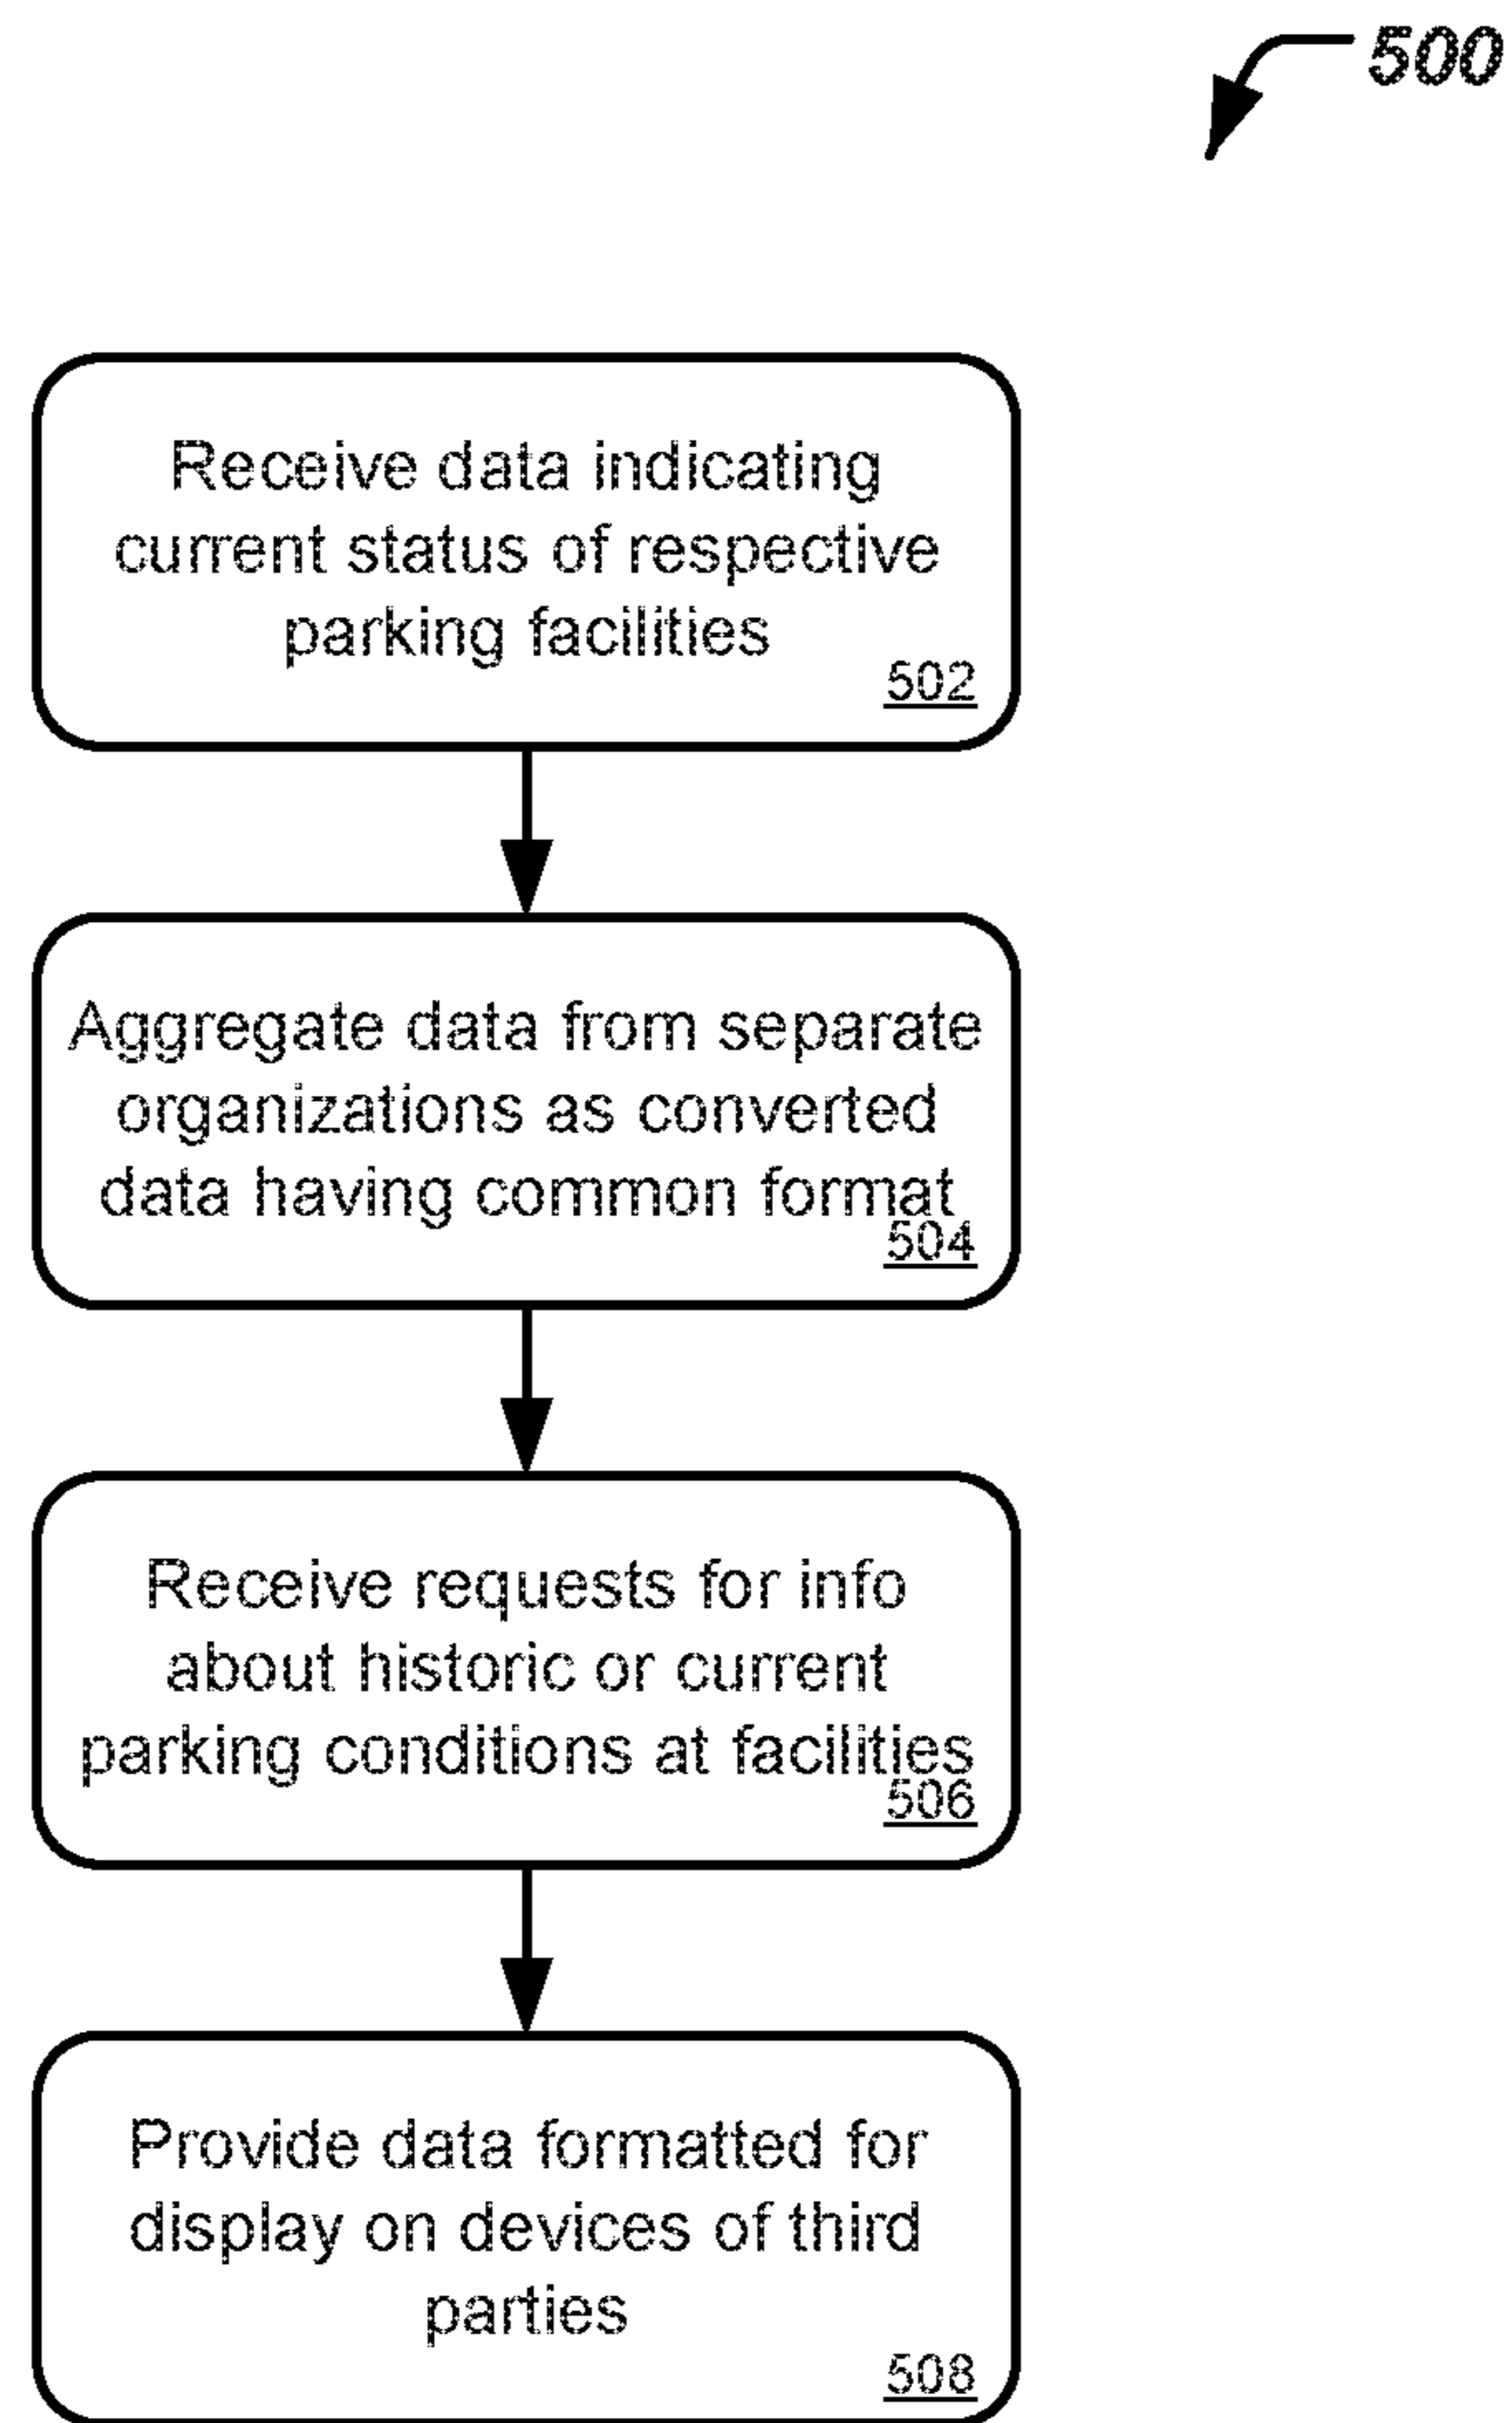 500
Receive data indicating
current status of respective
parking facilities
502
Aggregate data from separate
organizations as converted
data having common format
504
Receive requests for info
about historic or current
parking conditions at facilities
506
Provide data formatted for
display on devices of third
parties
508